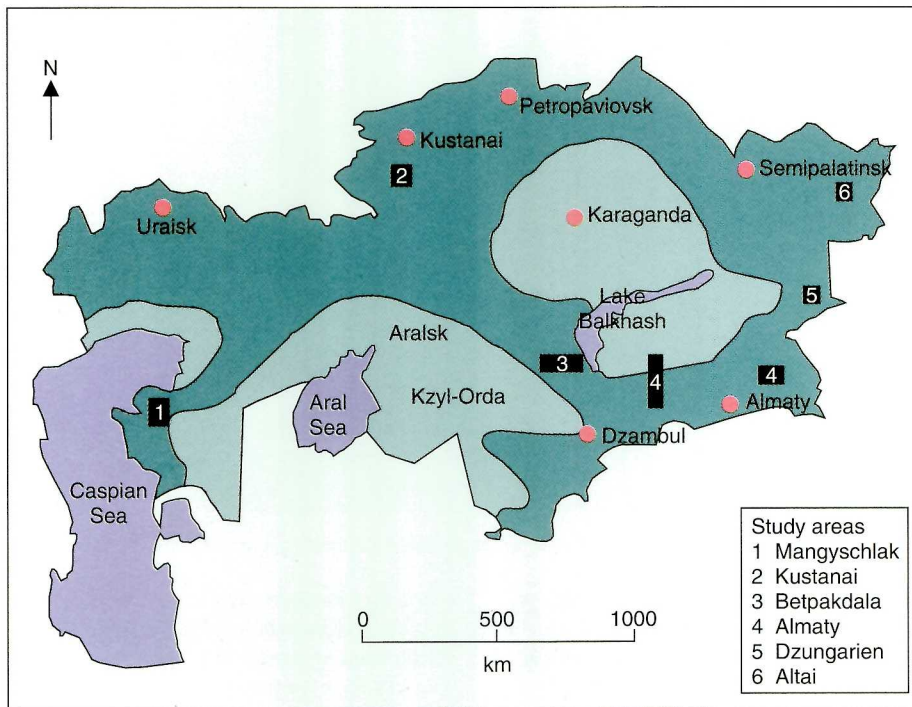 N
Petropaviovsk
Kustanai
2
Semipalatinsk
6
Uraisk
Karaganda
5
Lake
Balkhash
Aralsk
3
4
4
Kzyl-Orda
1
Aral
Sea
Almaty
Dzambul
Caspian
Sea
0 500 1000
km
Study areas
1 Mangyschlak
2 Kustanai
3 Betpakdala
4 Almaty
5 Dzungarien
6 Altai